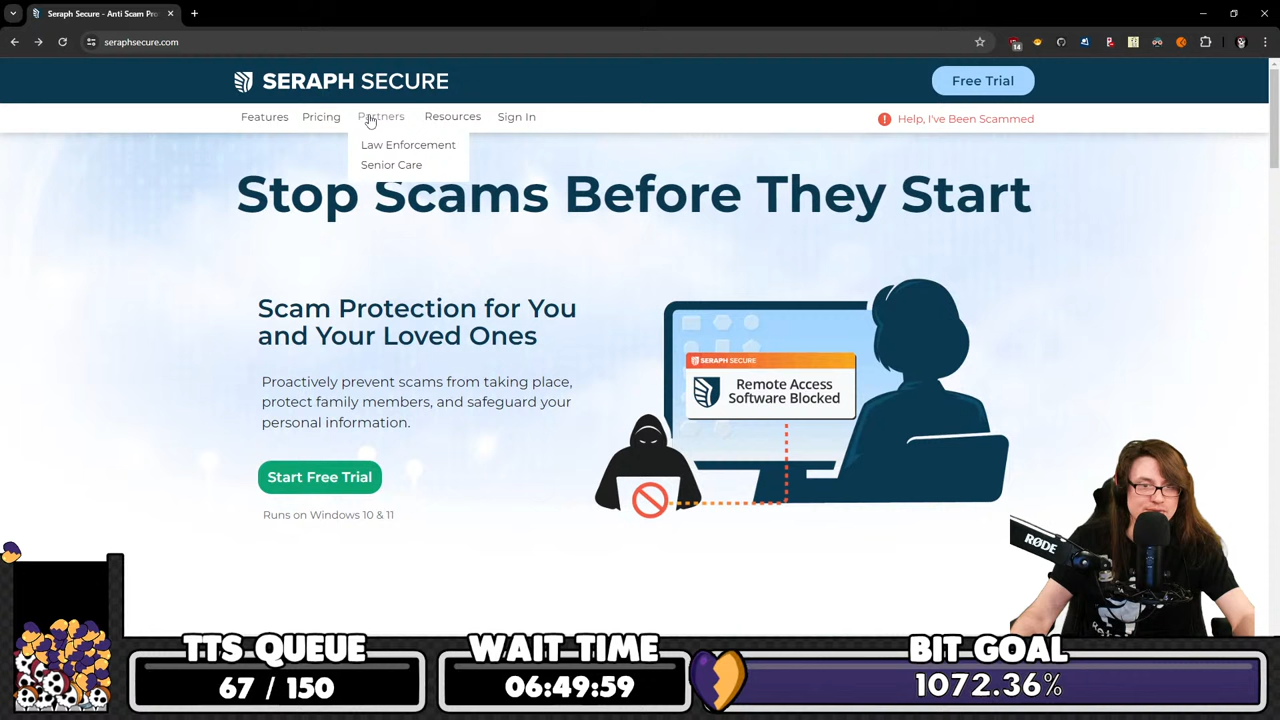 Seraph Secure - Anti Scam Pro
seraphsecure.com
14
SERAPH SECURE
Free Trial
Features
Pricing
Partners
Resources
Sign In
Help, I've Been Scammed
Law Enforcement
Senior Care
Stop Scams Before They Start
Scam Protection for You
and Your Loved Ones
Proactively prevent scams from taking place,
protect family members, and safeguard your
personal information.
Start Free Trial
Runs on Windows 10 & 11
SERAPH SECURE
Remote Access
Software Blocked
RØDE
TTS QUEUE
67 / 150
WAIT TIME
06:49:59
BIT GOAL
1072.36%